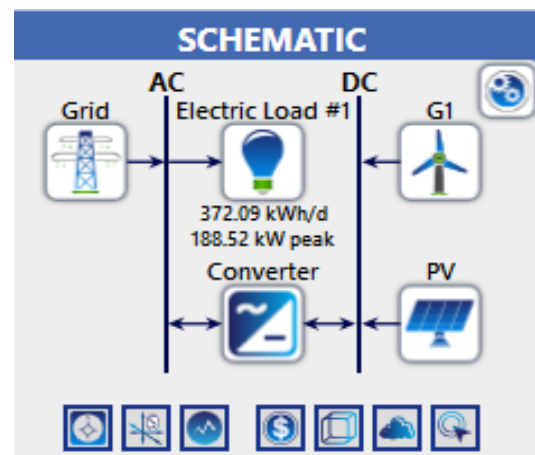 SCHEMATIC
AC DC
Grid Electric Load #1 G1
372.09 kWh/d
188.52 kW peak
Converter PV